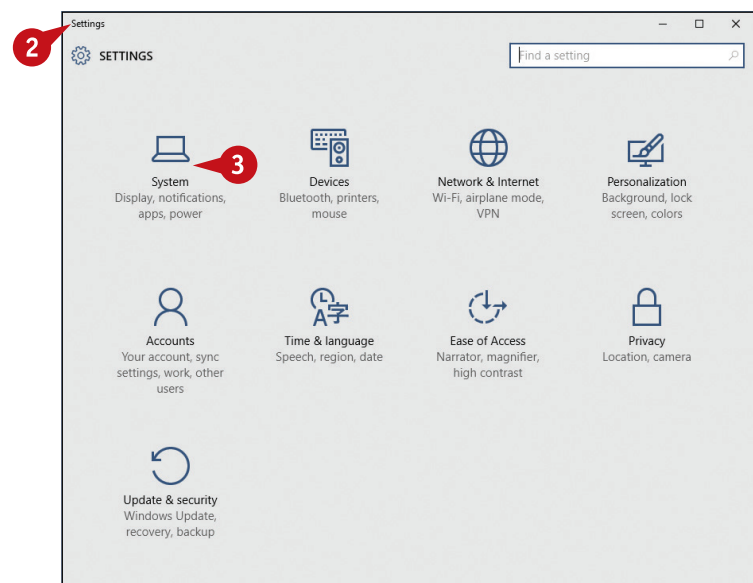 Settings
2
SETTINGS
Find a setting
3
System
Display, notifications,
apps, power
Devices
Bluetooth, printers,
mouse
Network & Internet
Wi-Fi, airplane mode,
VPN
Personalization
Background, lock
screen, colors
Accounts
Your account, sync
settings, work, other
users
A字
Time & language
Speech, region, date
Ease of Access
Narrator, magnifier,
high contrast
Privacy
Location, camera
Update & security
Windows Update,
recovery, backup